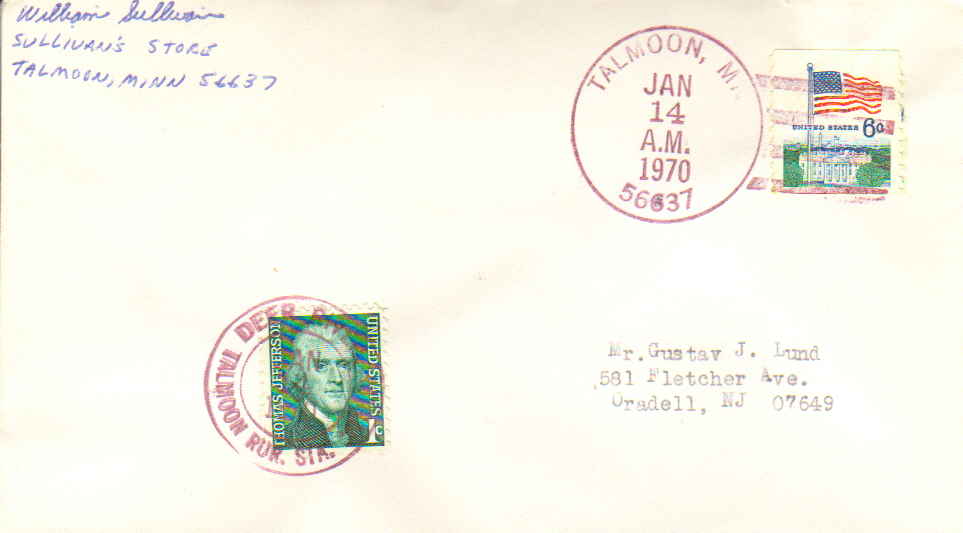 William Sullivan
SULLIVAN'S STORE
TALMOON, MINN 56637
TALMOON,
JAN
14
A.M.
1970
56637
UNITED STATES 6c
DEER
TALMOON RUR. STA.
THOMAS JEFFERSON
UNITED STATES
1c
Mr.Gustav J. Lund
581 Fletcher Ave.
Oradell, NJ 07649